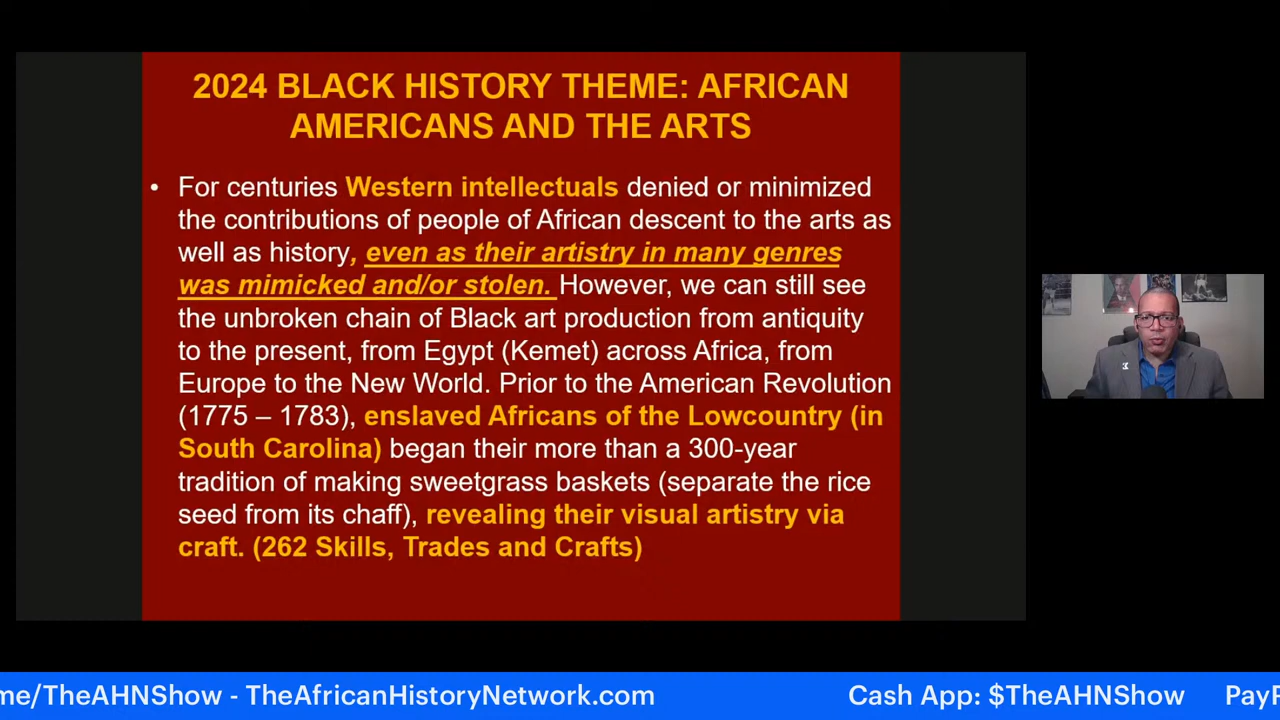 2024 BLACK HISTORY THEME: AFRICAN
AMERICANS AND THE ARTS
• For centuries Western intellectuals denied or minimized
the contributions of people of African descent to the arts as
well as history, even as their artistry in many genres
was mimicked and/or stolen. However, we can still see
the unbroken chain of Black art production from antiquity
to the present, from Egypt (Kemet) across Africa, from
Europe to the New World. Prior to the American Revolution
(1775 – 1783), enslaved Africans of the Lowcountry (in
South Carolina) began their more than a 300-year
tradition of making sweetgrass baskets (separate the rice
seed from its chaff), revealing their visual artistry via
craft. (262 Skills, Trades and Crafts)
me/TheAHNShow - TheAfricanHistoryNetwork.com Cash App: $TheAHNShow PayP